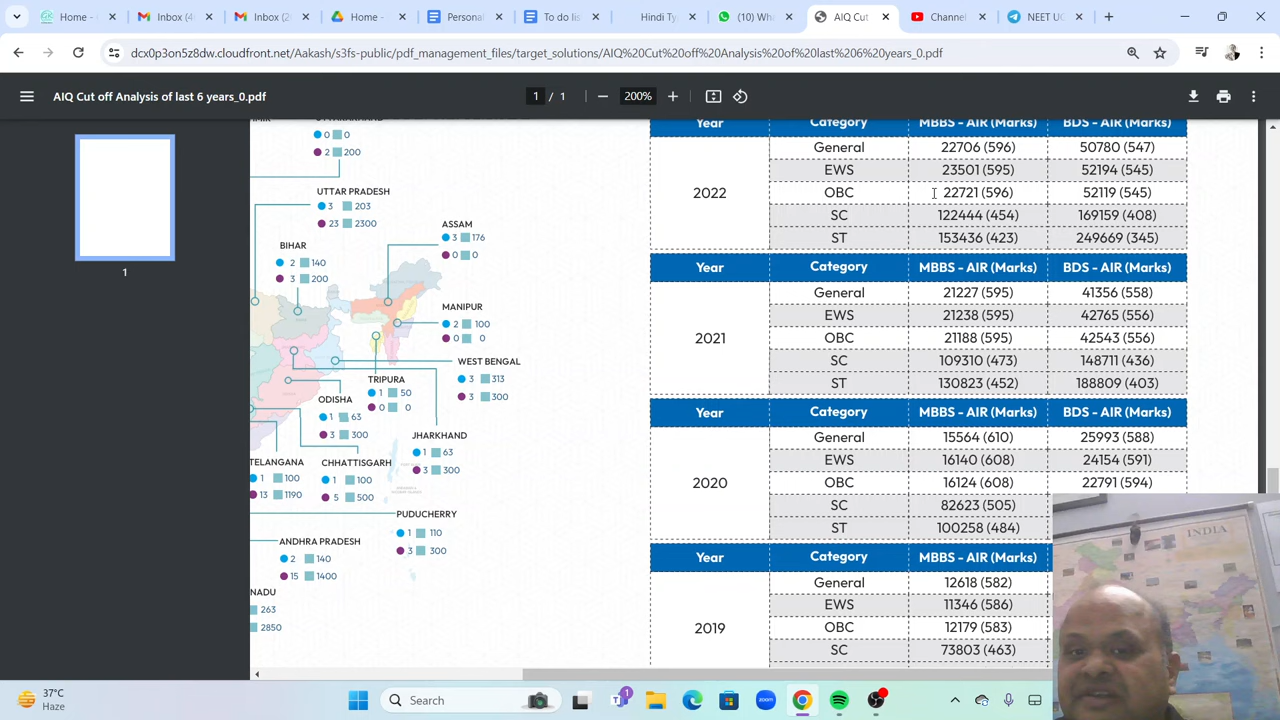 Home -
Inbox (4
Inbox (2
Home -
Personal
To do lis
Hindi Ty
(10) Wha
AIQ Cut
Channel
NEET UG
dcx0p3on5z8dw.cloudfront.net/Aakash/s3fs-public/pdf_management_files/target_solutions/AIQ%20Cut%20off%20Analysis%20of%20last%206%20years_0.pdf
AIQ Cut off Analysis of last 6 years_0.pdf
1 / 1
200%
1
0 0
2 200
UTTAR PRADESH
3 203
23 2300
BIHAR
2 140
3 200
ASSAM
3 176
0 0
MANIPUR
2 100
0 0
WEST BENGAL
3 313
3 300
TRIPURA
1 50
0 0
ODISHA
1 63
3 300
JHARKHAND
1 63
3 300
TELANGANA
1 100
13 1190
CHHATTISGARH
1 100
5 500
PUDUCHERRY
1 110
3 300
ANDHRA PRADESH
2 140
15 1400
NADU
263
2850
Year Category MBBS - AIR (Marks) BDS - AIR (Marks)
2022
General 22706 (596) 50780 (547)
EWS 23501 (595) 52194 (545)
OBC 22721 (596) 52119 (545)
SC 122444 (454) 169159 (408)
ST 153436 (423) 249669 (345)
Year Category MBBS - AIR (Marks) BDS - AIR (Marks)
2021
General 21227 (595) 41356 (558)
EWS 21238 (595) 42765 (556)
OBC 21188 (595) 42543 (556)
SC 109310 (473) 148711 (436)
ST 130823 (452) 188809 (403)
Year Category MBBS - AIR (Marks) BDS - AIR (Marks)
2020
General 15564 (610) 25993 (588)
EWS 16140 (608) 24154 (591)
OBC 16124 (608) 22791 (594)
SC 82623 (505)
ST 100258 (484)
Year Category MBBS - AIR (Marks)
2019
General 12618 (582)
EWS 11346 (586)
OBC 12179 (583)
SC 73803 (463)
INDIA
37°C
Haze
Search
1
zoom